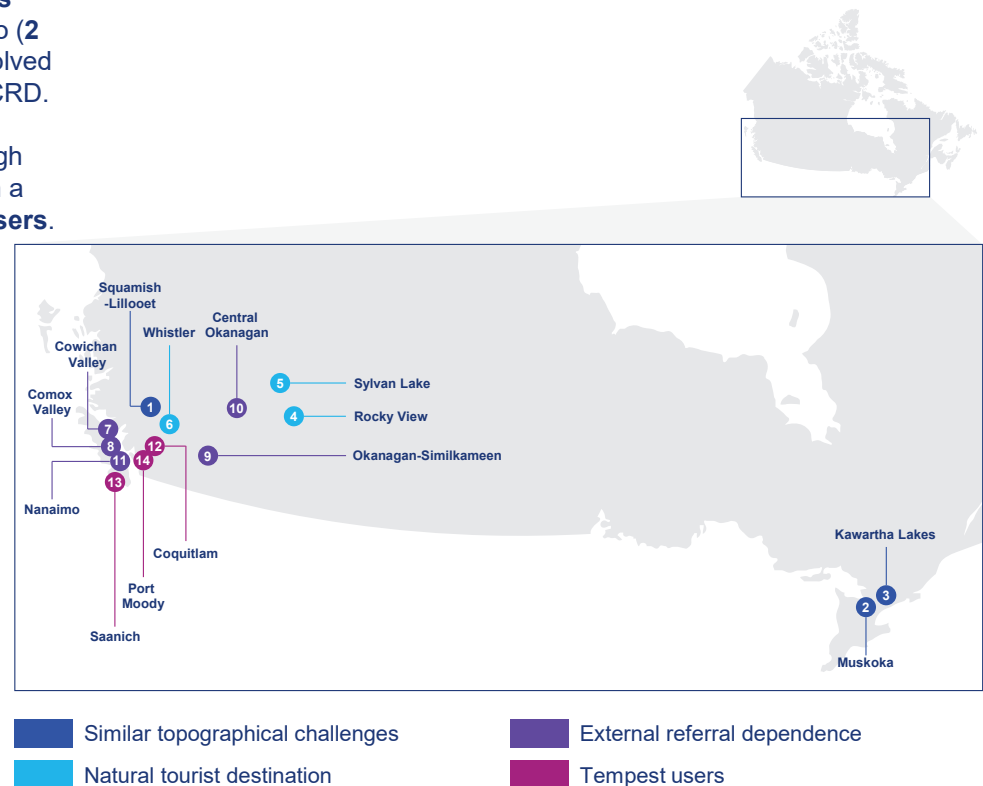 s
o (2
olved
CRD.
gh
a
sers.
Squamish
-Lillooet
Central
Okanagan
Whistler
Cowichan
Valley
Comox
Valley
5
Sylvan Lake
1
10
4
Rocky View
6
7
8
12
11
14
9
Okanagan-Similkameen
13
Nanaimo
Coquitlam
Port
Moody
Saanich
Kawartha Lakes
3
2
Muskoka
Similar topographical challenges
External referral dependence
Natural tourist destination
Tempest users